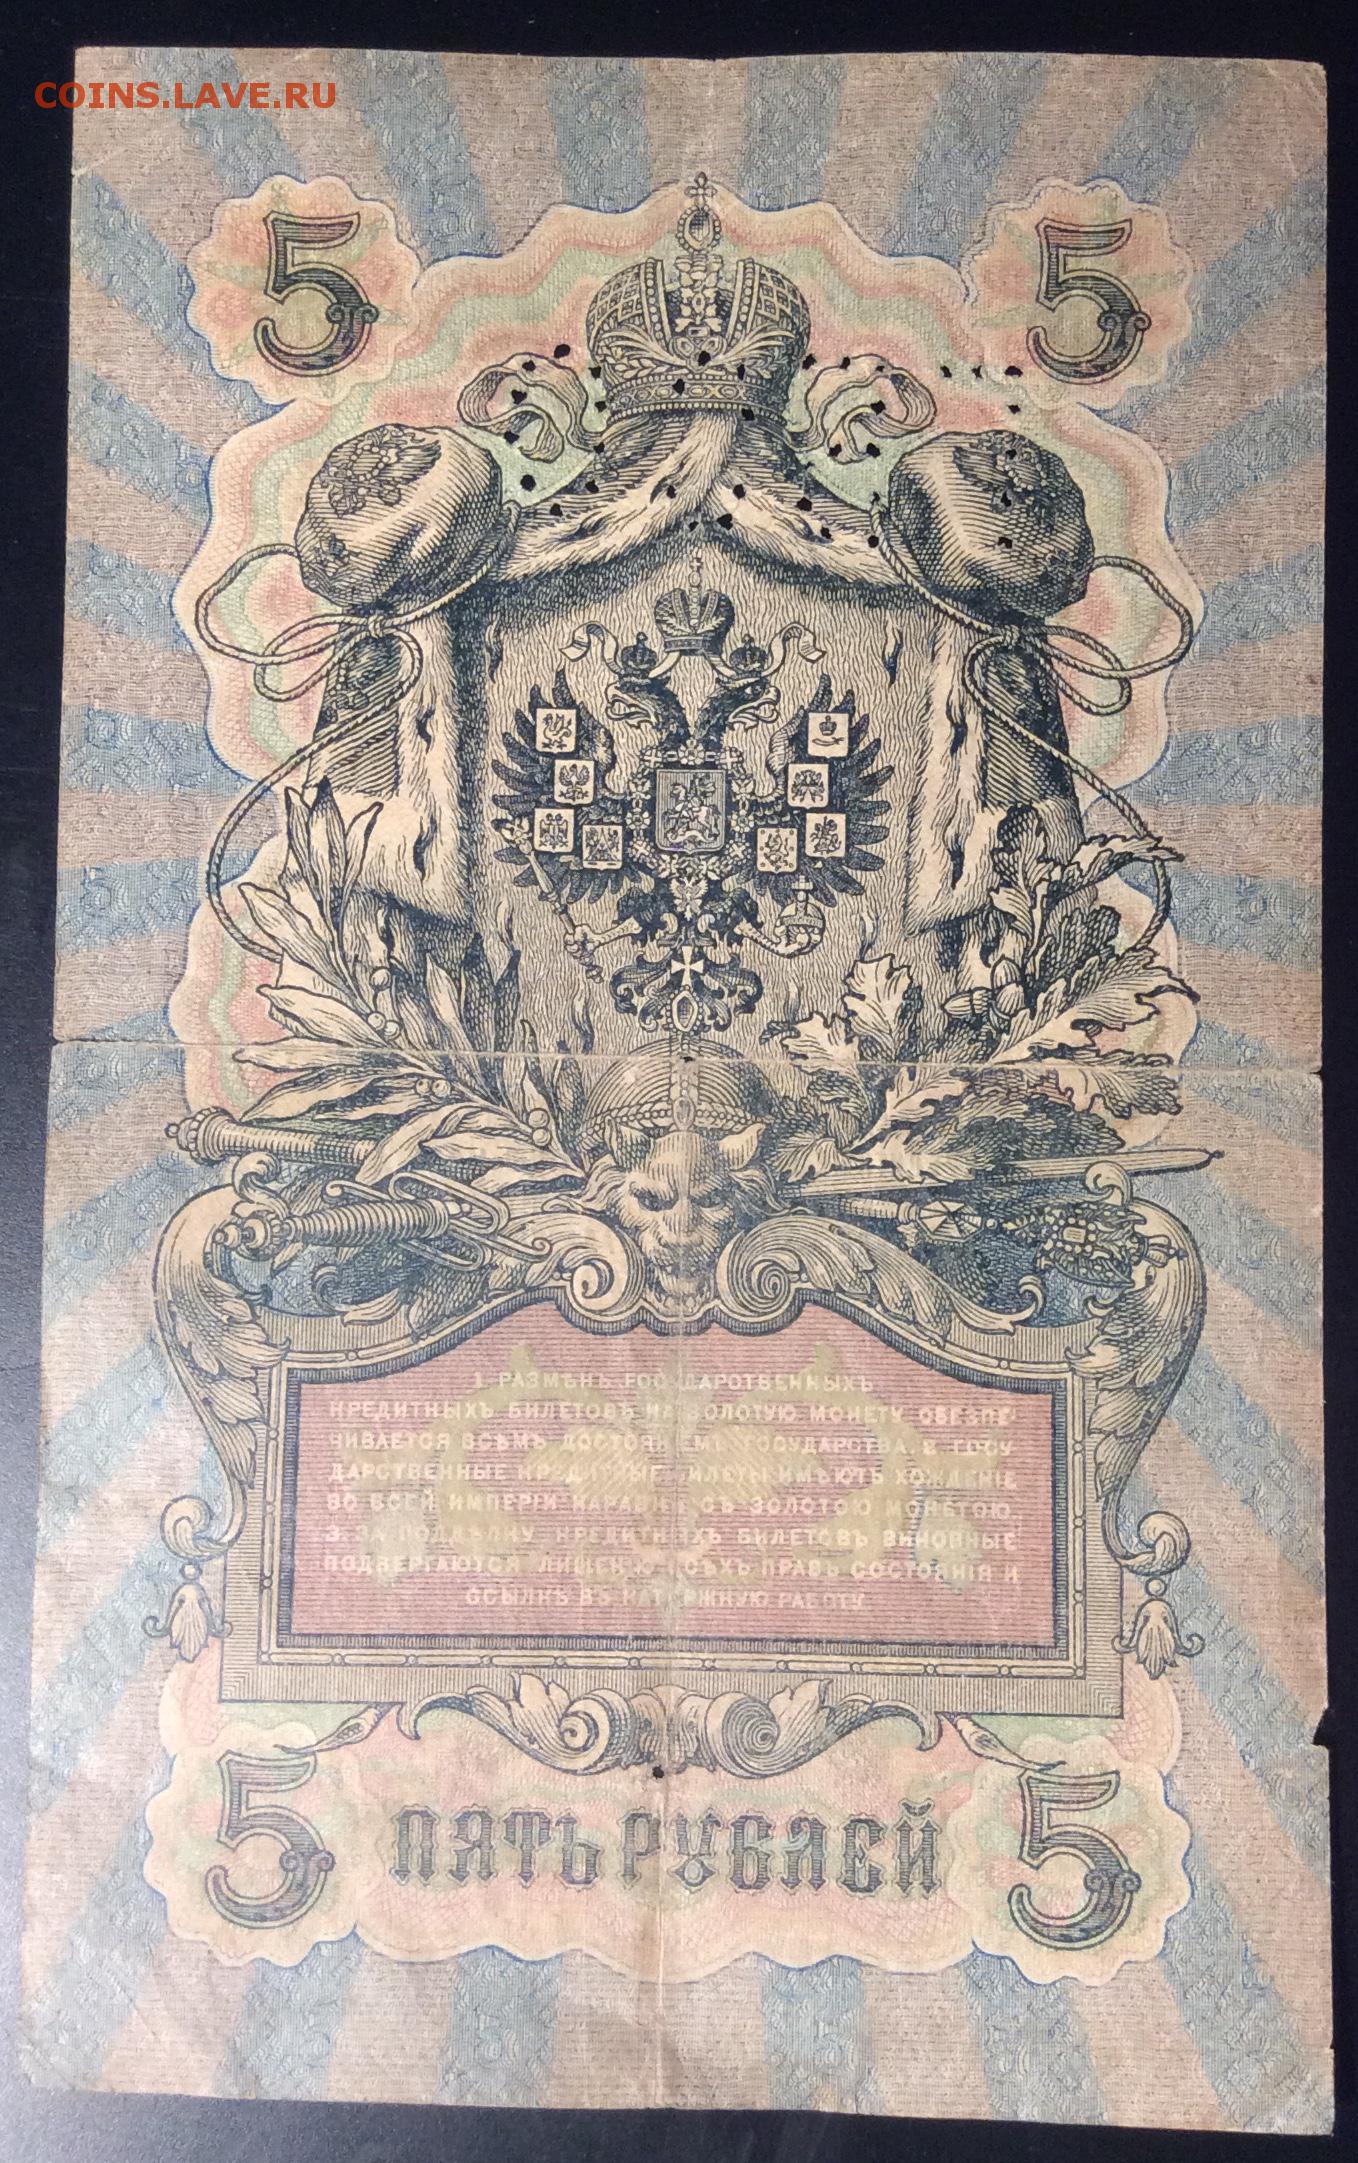 COINS.LAVE.RU
5 5
1. РАЗМѢНЪ ГОСУДАРСТВЕННЫХЪ
КРЕДИТНЫХЪ БИЛЕТОВЪ НА ЗОЛОТУЮ МОНЕТУ ОБЕЗПЕ-
ЧИВАЕТСЯ ВСѢМЪ ДОСТОЯНІЕМЪ ГОСУДАРСТВА. 2. ГОСУ-
ДАРСТВЕННЫЕ КРЕДИТНЫЕ БИЛЕТЫ ИМѢЮТЪ ХОЖДЕНІЕ
ВО ВСЕЙ ИМПЕРІИ НАРАВНѢ СЪ ЗОЛОТОЮ МОНЕТОЮ.
3. ЗА ПОДДѢЛКУ КРЕДИТНЫХЪ БИЛЕТОВЪ ВИНОВНЫЕ
ПОДВЕРГАЮТСЯ ЛИШЕНІЮ ВСѢХЪ ПРАВЪ СОСТОЯНІЯ И
ССЫЛКѢ ВЪ КАТОРЖНУЮ РАБОТУ.
5 ПЯТЬ РУБЛЕЙ 5